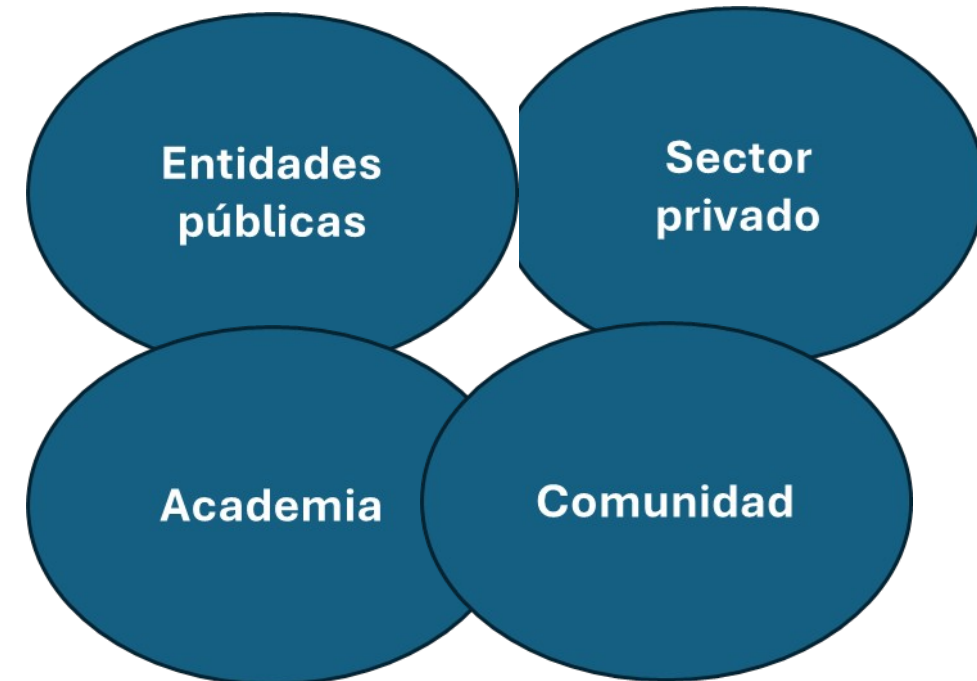 Entidades
públicas
Sector
privado
Academia
Comunidad